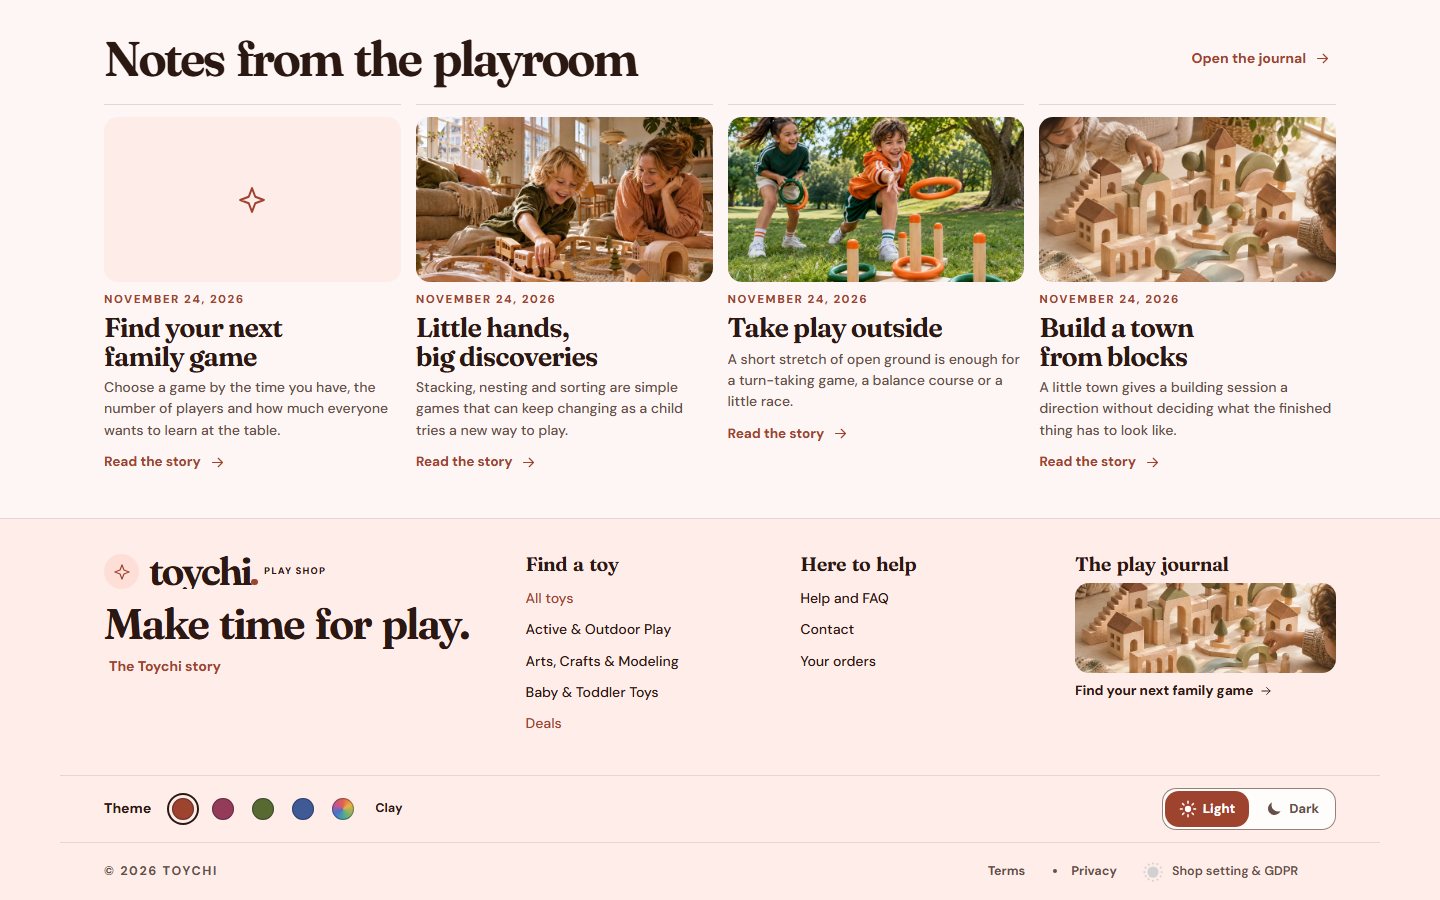 Notes from the playroom
Open the journal →
NOVEMBER 24, 2026
Find your next
family game
Choose a game by the time you have, the
number of players and how much everyone
wants to learn at the table.
Read the story →
NOVEMBER 24, 2026
Little hands,
big discoveries
Stacking, nesting and sorting are simple
games that can keep changing as a child
tries a new way to play.
Read the story →
NOVEMBER 24, 2026
Take play outside
A short stretch of open ground is enough for
a turn-taking game, a balance course or a
little race.
Read the story →
NOVEMBER 24, 2026
Build a town
from blocks
A little town gives a building session a
direction without deciding what the finished
thing has to look like.
Read the story →
toychi. PLAY SHOP
Make time for play.
The Toychi story
Find a toy
All toys
Active & Outdoor Play
Arts, Crafts & Modeling
Baby & Toddler Toys
Deals
Here to help
Help and FAQ
Contact
Your orders
The play journal
Find your next family game →
Theme
Clay
Light
Dark
© 2026 TOYCHI
Terms • Privacy
Shop setting & GDPR